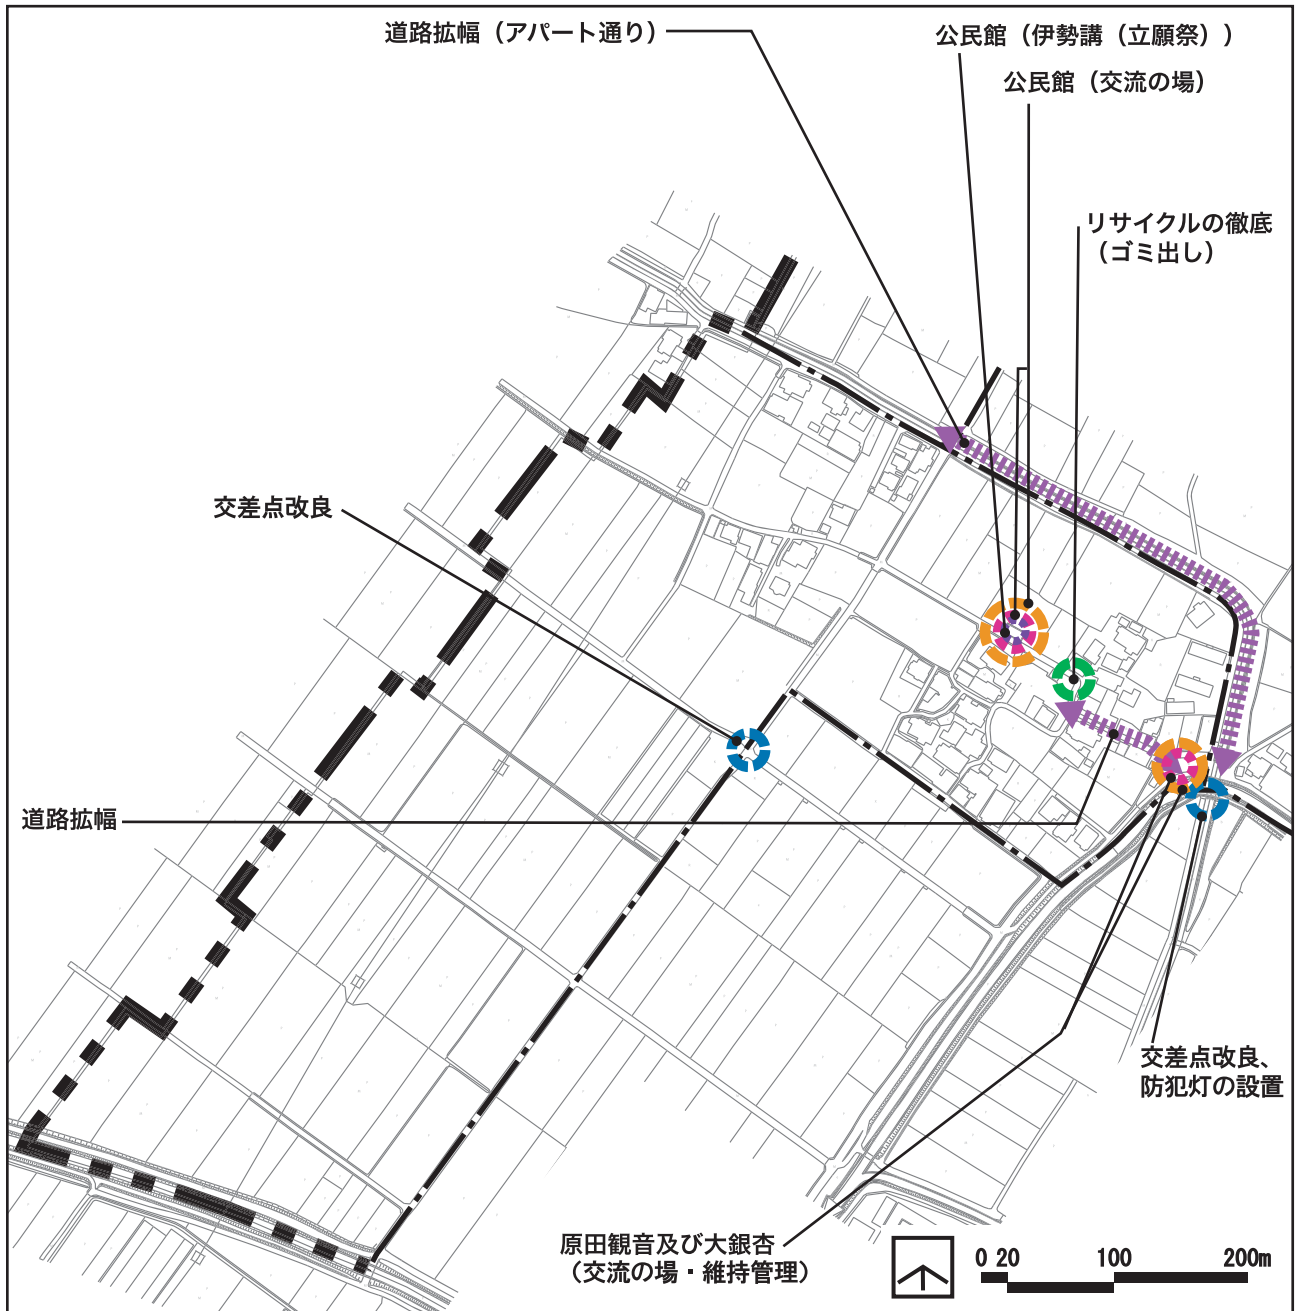 道路拡幅（アパート通り）
公民館（伊勢講（立願祭））
公民館（交流の場）
リサイクルの徹底
（ゴミ出し）
交差点改良
道路拡幅
交差点改良、
防犯灯の設置
原田観音及び大銀杏
（交流の場・維持管理）
0 20 100 200m